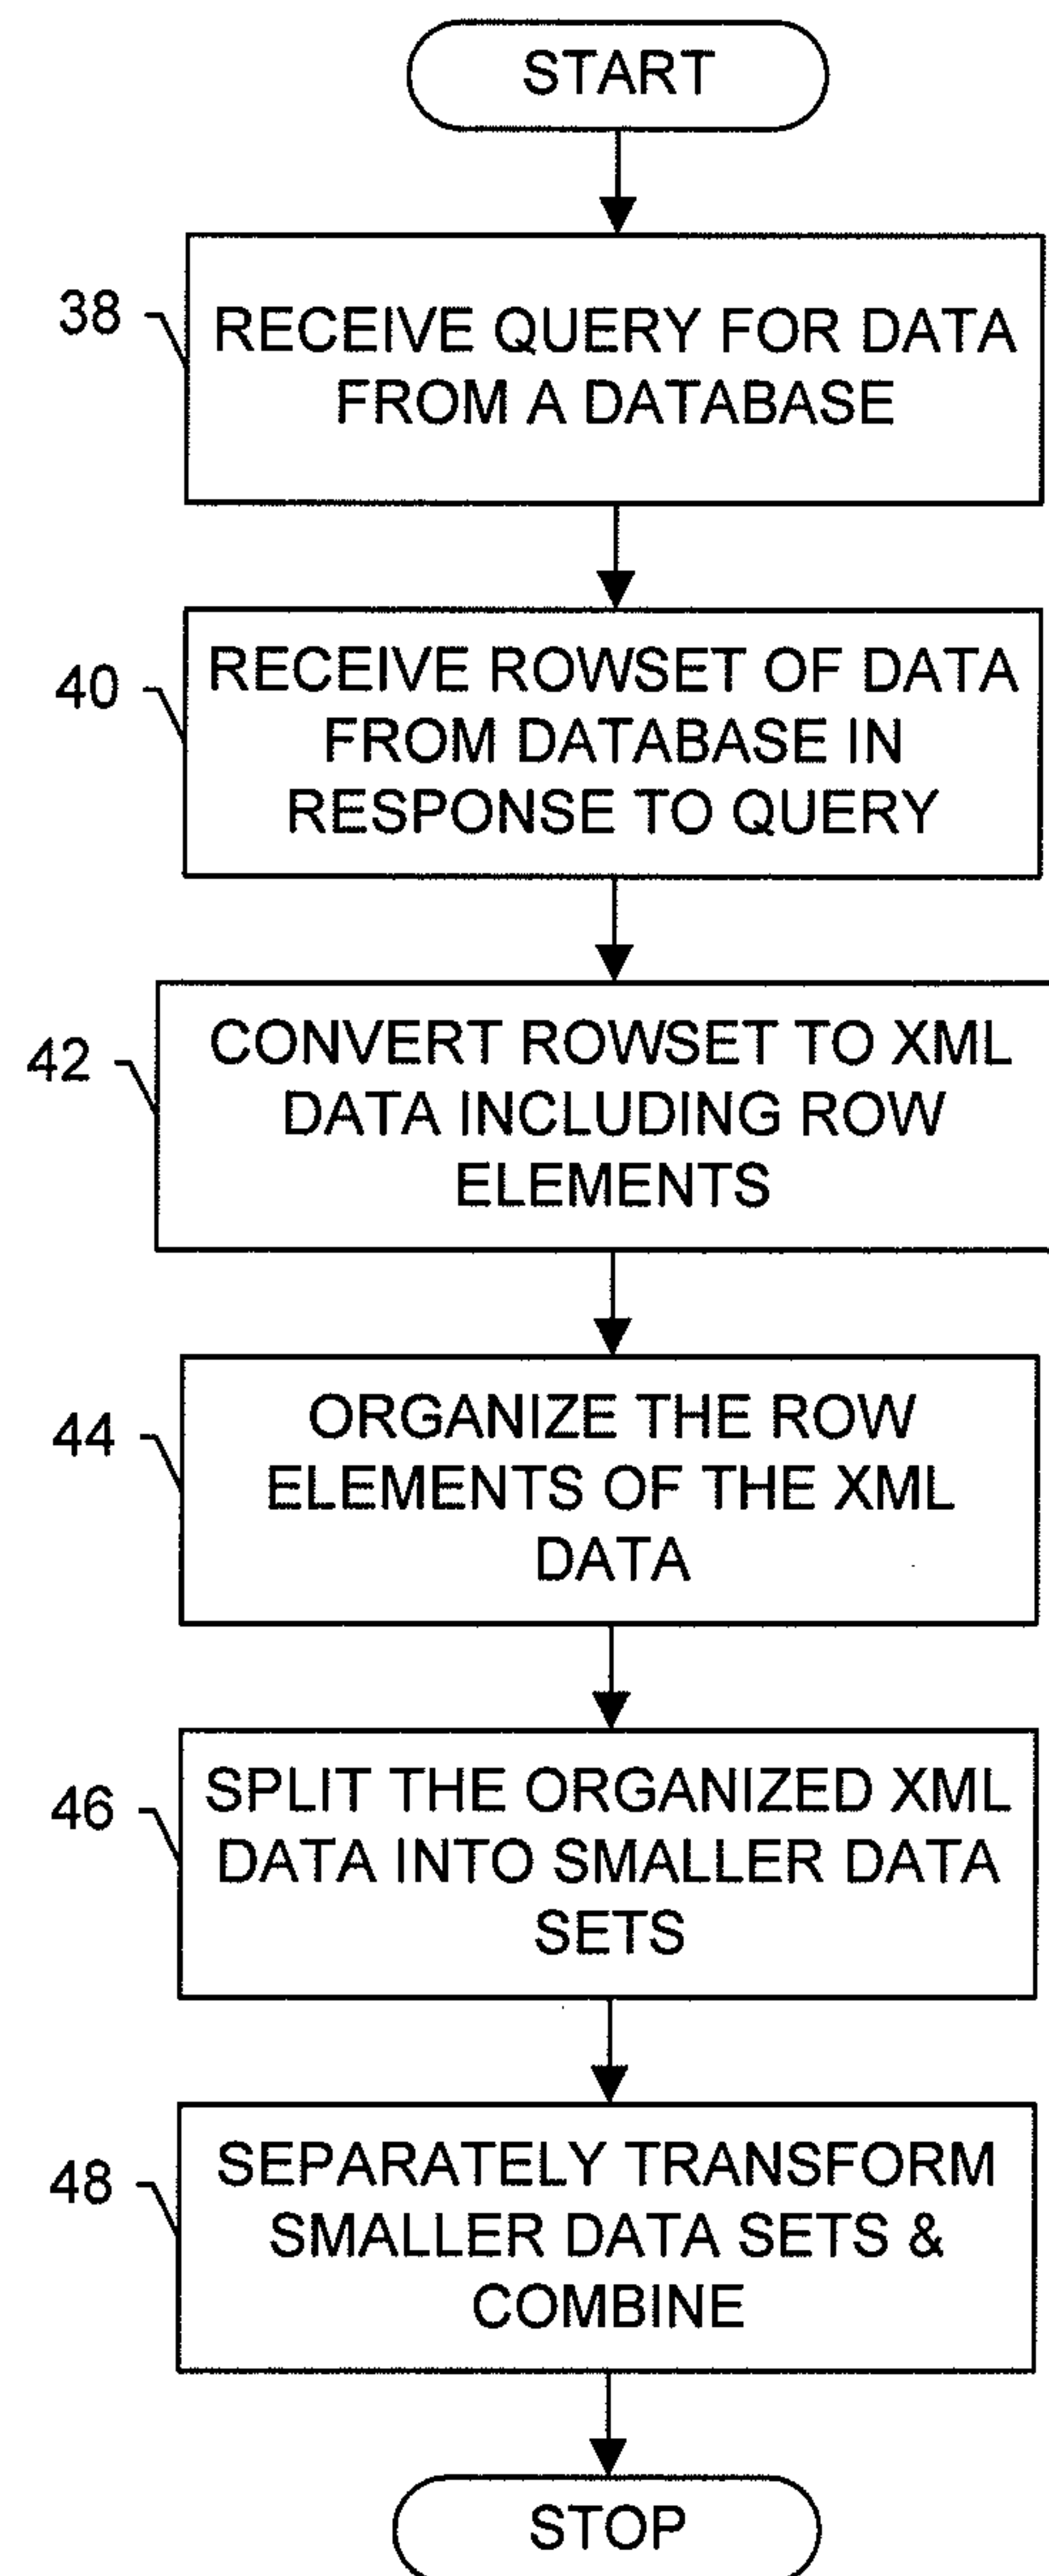 START
38
RECEIVE QUERY FOR DATA
FROM A DATABASE
40
RECEIVE ROWSET OF DATA
FROM DATABASE IN
RESPONSE TO QUERY
42
CONVERT ROWSET TO XML
DATA INCLUDING ROW
ELEMENTS
44
ORGANIZE THE ROW
ELEMENTS OF THE XML
DATA
46
SPLIT THE ORGANIZED XML
DATA INTO SMALLER DATA
SETS
48
SEPARATELY TRANSFORM
SMALLER DATA SETS &
COMBINE
STOP